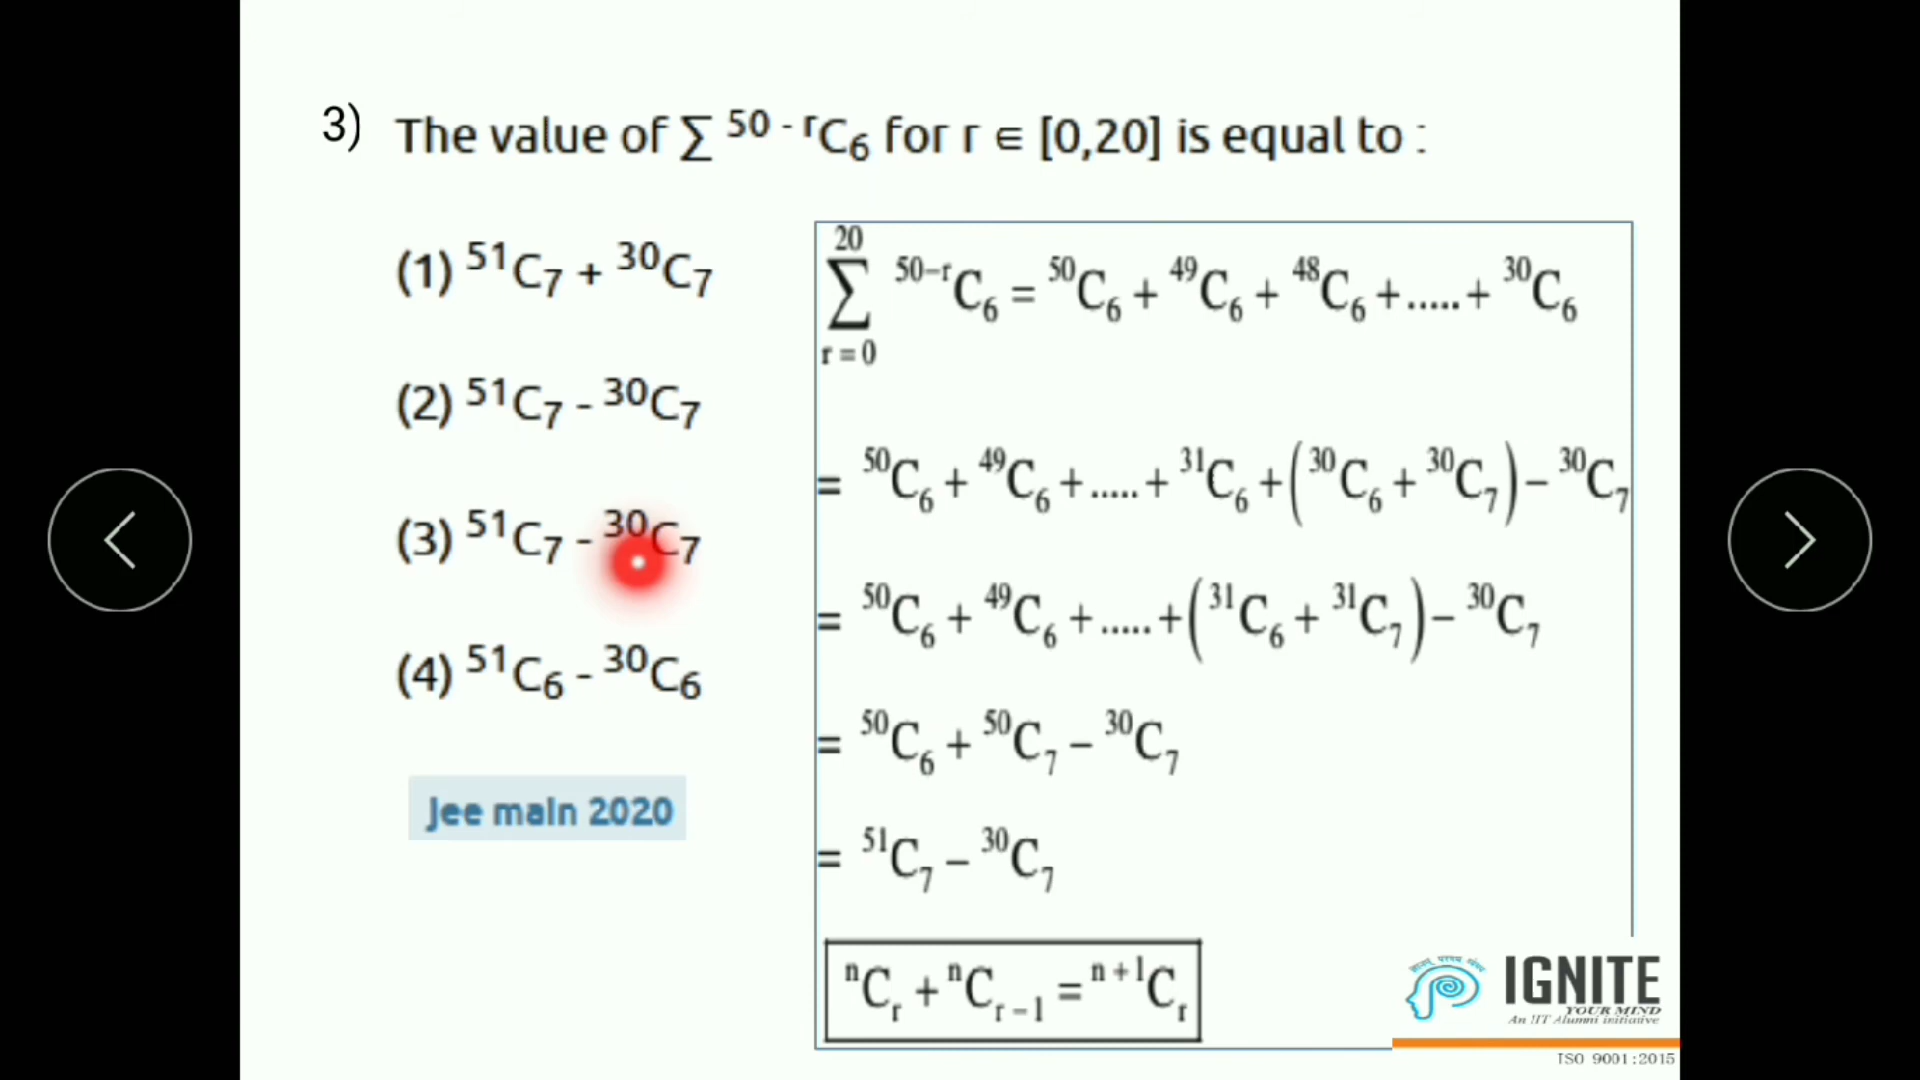 3) The value of ∑ ⁵⁰ ⁻ ʳC₆ for r ∈ [0,20] is equal to :
(1) ⁵¹C₇ + ³⁰C₇
(2) ⁵¹C₇ - ³⁰C₇
(3) ⁵¹C₇ - ³⁰C₇
(4) ⁵¹C₆ - ³⁰C₆
Jee main 2020
20
∑ ⁵⁰⁻ʳC₆ = ⁵⁰C₆ + ⁴⁹C₆ + ⁴⁸C₆ +.....+ ³⁰C₆
r = 0
= ⁵⁰C₆ + ⁴⁹C₆ +.....+ ³¹C₆ + (³⁰C₆ + ³⁰C₇) − ³⁰C₇
= ⁵⁰C₆ + ⁴⁹C₆ +.....+ (³¹C₆ + ³¹C₇) − ³⁰C₇
= ⁵⁰C₆ + ⁵⁰C₇ − ³⁰C₇
= ⁵¹C₇ − ³⁰C₇
ⁿCᵣ + ⁿCᵣ₋₁ = ⁿ⁺¹Cᵣ
IGNITE
YOUR MIND
An IIT Alumni initiative
ISO 9001:2015